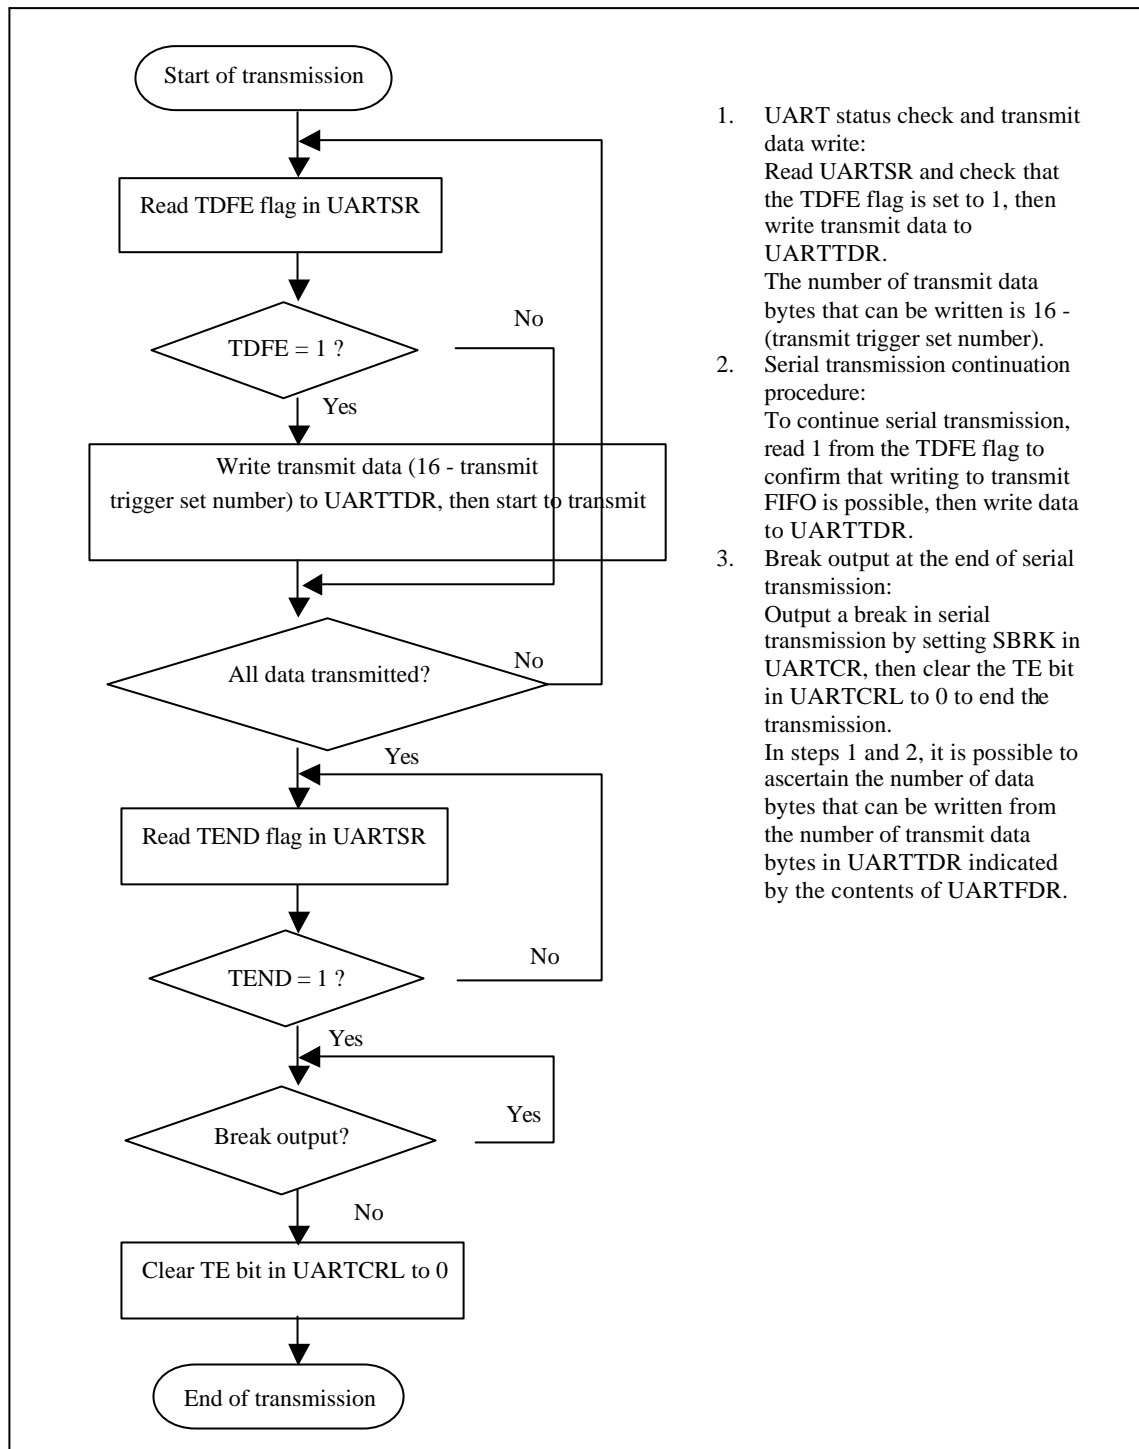 Start of transmission
Read TDFE flag in UARTSR
No
TDFE = 1 ?
Yes
Write transmit data (16 - transmit
trigger set number) to UARTTDR, then start to transmit
All data transmitted?
No
Yes
Read TEND flag in UARTSR
No
TEND = 1 ?
Yes
Yes
Break output?
No
Clear TE bit in UARTCRL to 0
End of transmission
1. UART status check and transmit
data write:
Read UARTSR and check that
the TDFE flag is set to 1, then
write transmit data to
UARTTDR.
The number of transmit data
bytes that can be written is 16 -
(transmit trigger set number).
2. Serial transmission continuation
procedure:
To continue serial transmission,
read 1 from the TDFE flag to
confirm that writing to transmit
FIFO is possible, then write data
to UARTTDR.
3. Break output at the end of serial
transmission:
Output a break in serial
transmission by setting SBRK in
UARTCR, then clear the TE bit
in UARTCRL to 0 to end the
transmission.
In steps 1 and 2, it is possible to
ascertain the number of data
bytes that can be written from
the number of transmit data
bytes in UARTTDR indicated
by the contents of UARTFDR.